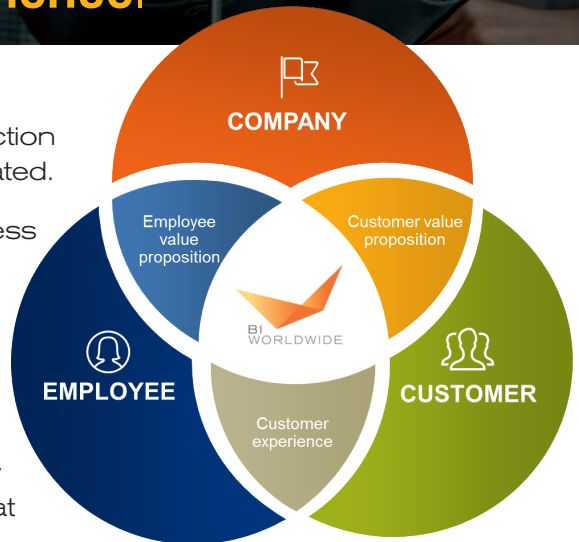 COMPANY
ction
ated.
Employee
value
proposition
Customer value
proposition
ess
BI
WORLDWIDE
EMPLOYEE
CUSTOMER
Customer
experience
at